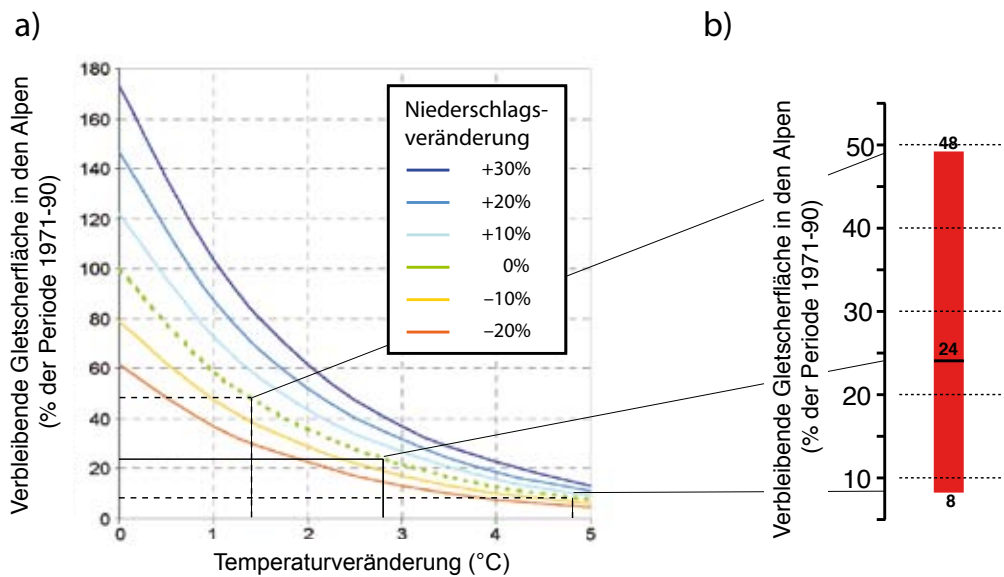 a)
Verbleibende Gletscherfläche in den Alpen
(% der Periode 1971-90)
180
160
140
120
100
80
60
40
20
0
0 1 2 3 4 5
Temperaturveränderung (°C)
Niederschlags-
veränderung
+30%
+20%
+10%
0%
–10%
–20%
b)
Verbleibende Gletscherfläche in den Alpen
(% der Periode 1971-90)
50
40
30
20
10
48
24
8